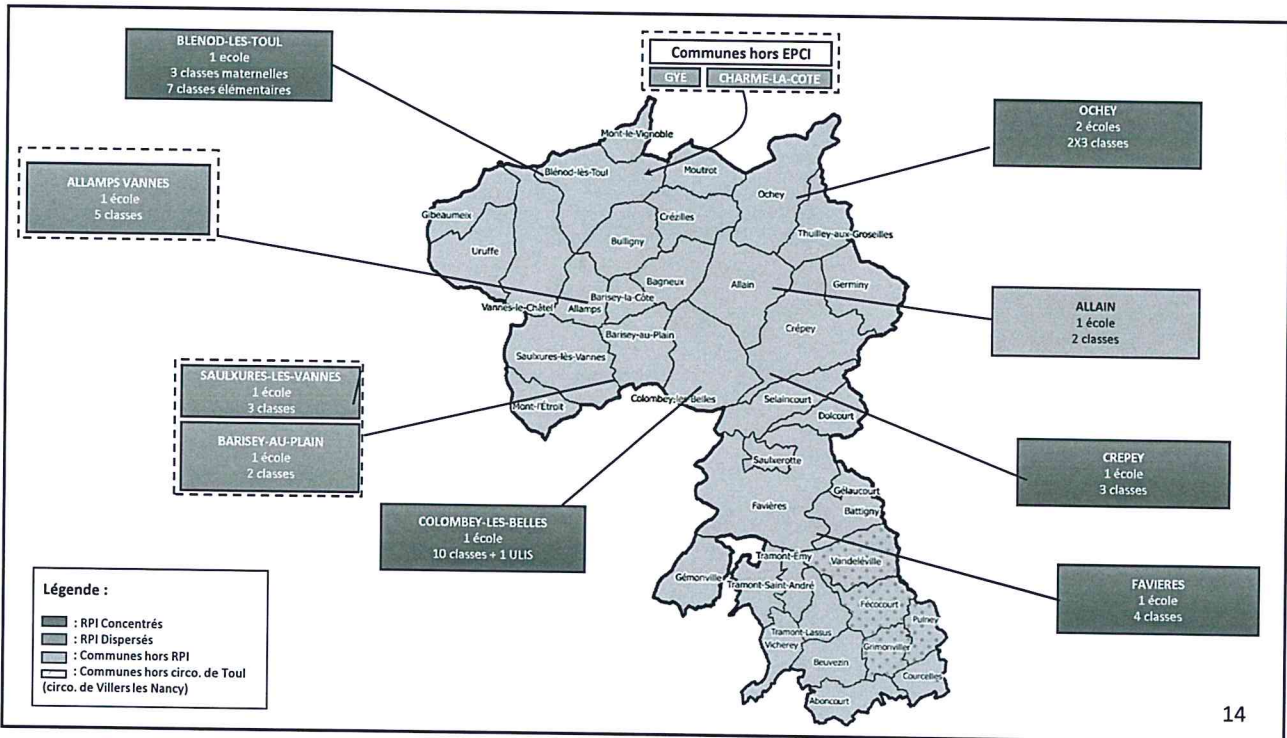 BLENOD-LES-TOUL
1 ecole
3 classes maternelles
7 classes élémentaires
Communes hors EPCI
GYE
CHARME-LA-COTE
OCHEY
2 écoles
2X3 classes
ALLAMPS VANNES
1 école
5 classes
ALLAIN
1 école
2 classes
SAULXURES-LES-VANNES
1 école
3 classes
BARISEY-AU-PLAIN
1 école
2 classes
CREPEY
1 école
3 classes
COLOMBEY-LES-BELLES
1 école
10 classes + 1 ULIS
FAVIERES
1 école
4 classes
Mont-le-Vignoble
Blénod-lès-Toul
Moutrot
Ochey
Gibeaumeix
Crézilles
Uruffe
Bulligny
Thuilley-aux-Groseilles
Bagneux
Allain
Germiny
Vannes-le-Châtel
Allamps
Barisey-la-Côte
Barisey-au-Plain
Crépey
Saulxures-lès-Vannes
Mont-l'Étroit
Colombey-les-Belles
Selaincourt
Dolcourt
Saulxerotte
Favières
Gélaucourt
Battigny
Tramont-Émy
Vandeléville
Gémonville
Tramont-Saint-André
Fécocourt
Pulney
Tramont-Lassus
Vicherey
Grimonviller
Beuvezin
Courcelles
Aboncourt
Légende :
: RPI Concentrés
: RPI Dispersés
: Communes hors RPI
: Communes hors circo. de Toul
(circo. de Villers les Nancy)
14